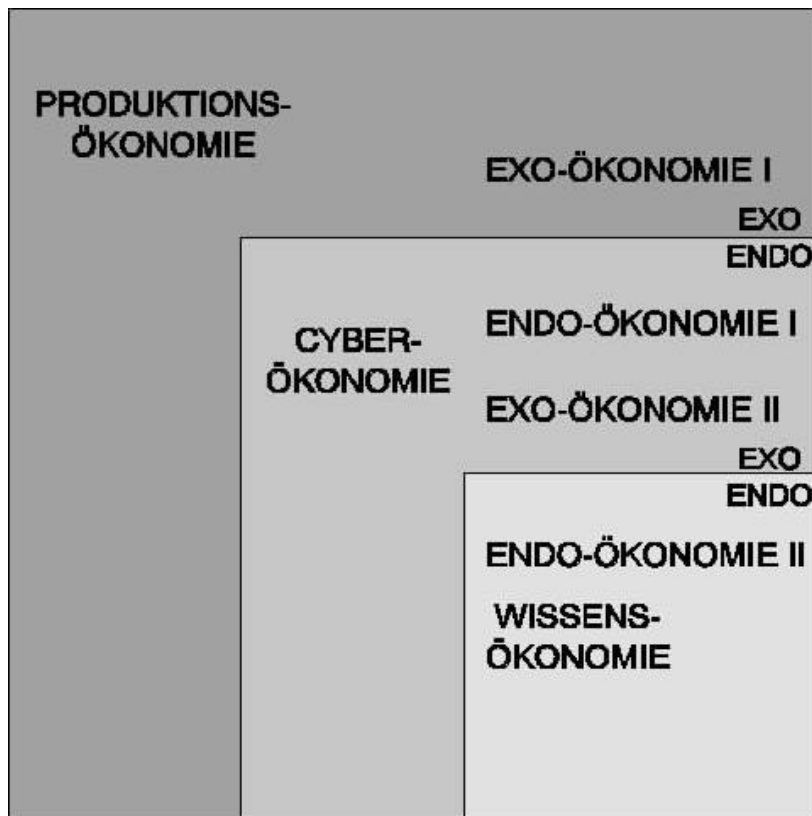 PRODUKTIONS-
ÖKONOMIE
EXO-ÖKONOMIE I
EXO
ENDO
CYBER-
ÖKONOMIE
ENDO-ÖKONOMIE I
EXO-ÖKONOMIE II
EXO
ENDO
ENDO-ÖKONOMIE II
WISSENS-
ÖKONOMIE